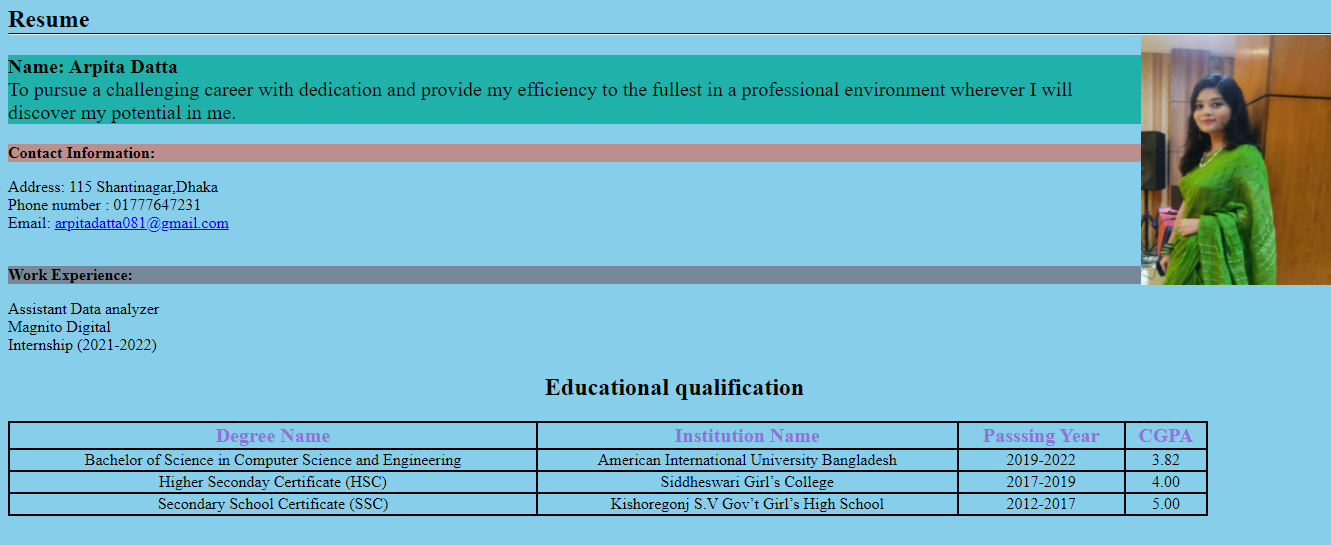 Resume
Name: Arpita Datta
To pursue a challenging career with dedication and provide my efficiency to the fullest in a professional environment wherever I will
discover my potential in me.
Contact Information:
Address: 115 Shantinagar,Dhaka
Phone number : 01777647231
Email: arpitadatta081@gmail.com
Work Experience:
Assistant Data analyzer
Magnito Digital
Internship (2021-2022)
Educational qualification
Degree Name Institution Name Passsing Year CGPA
Bachelor of Science in Computer Science and Engineering American International University Bangladesh 2019-2022 3.82
Higher Seconday Certificate (HSC) Siddheswari Girl’s College 2017-2019 4.00
Secondary School Certificate (SSC) Kishoregonj S.V Gov’t Girl’s High School 2012-2017 5.00